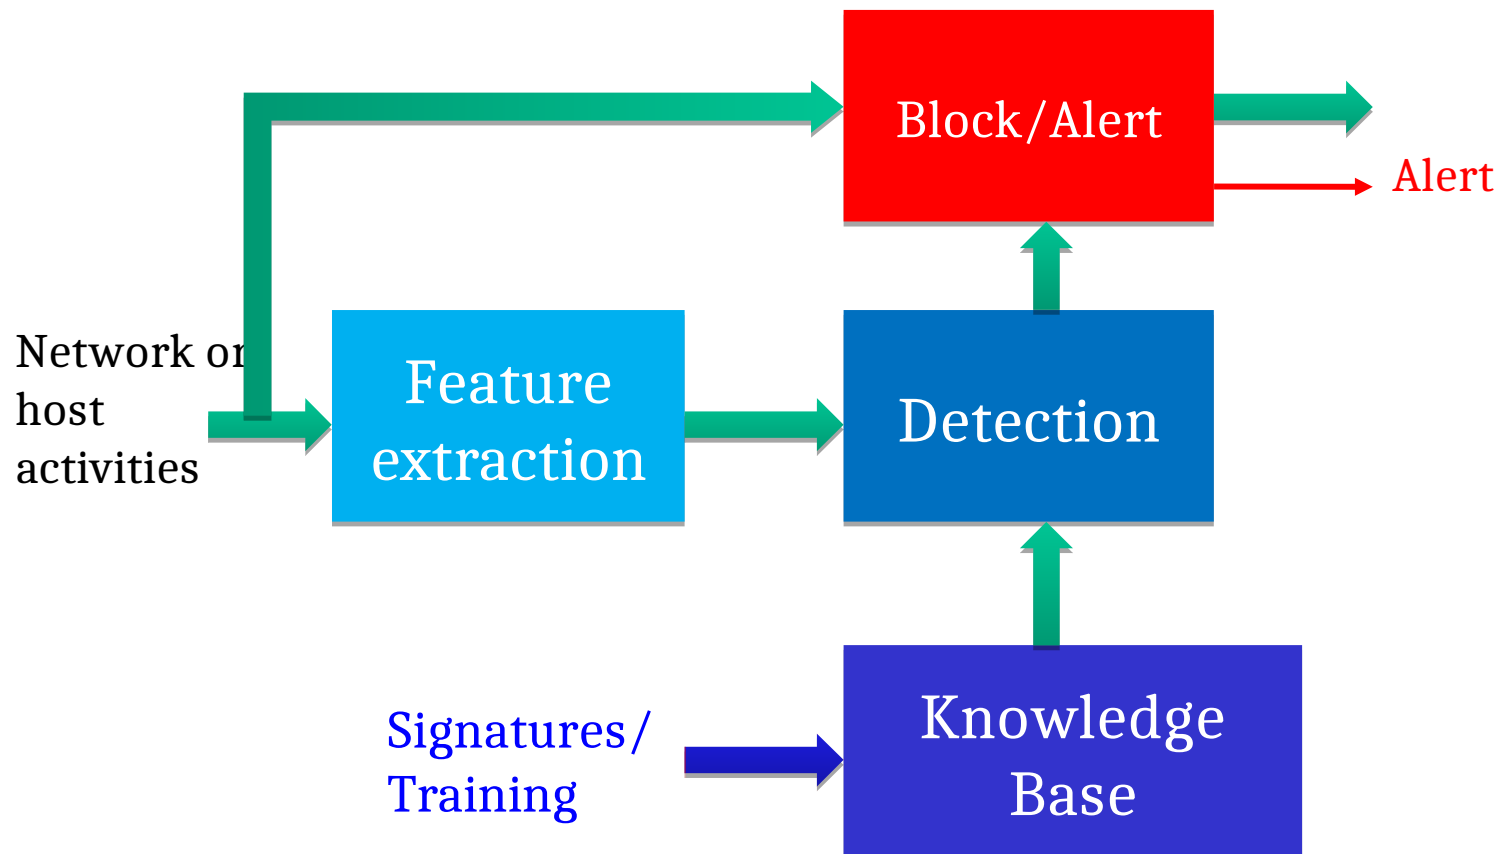 Block/Alert
Alert
Network or
host
activities
Feature
extraction
Detection
Signatures/
Training
Knowledge
Base